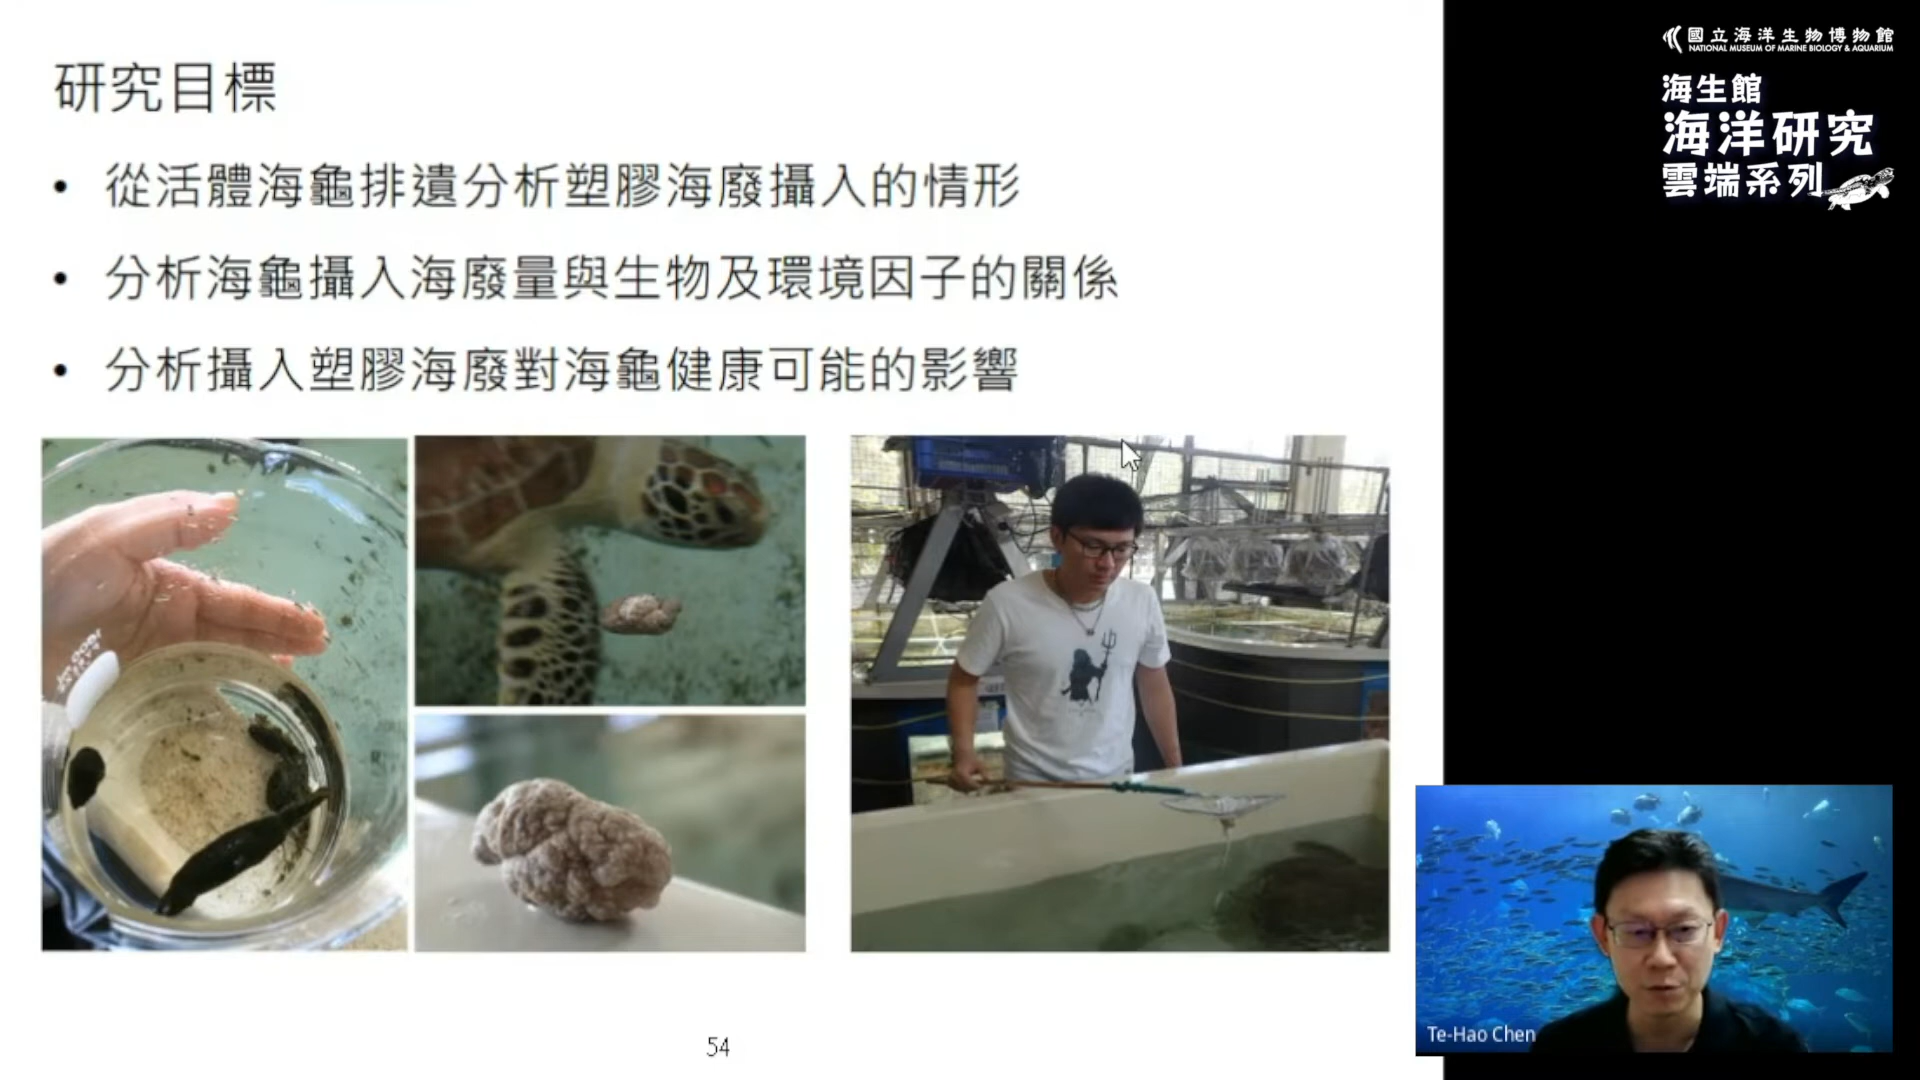 研究目標
• 從活體海龜排遺分析塑膠海廢攝入的情形
• 分析海龜攝入海廢量與生物及環境因子的關係
• 分析攝入塑膠海廢對海龜健康可能的影響
54
國立海洋生物博物館
NATIONAL MUSEUM OF MARINE BIOLOGY & AQUARIUM
海生館
海洋研究
雲端系列
Te-Hao Chen